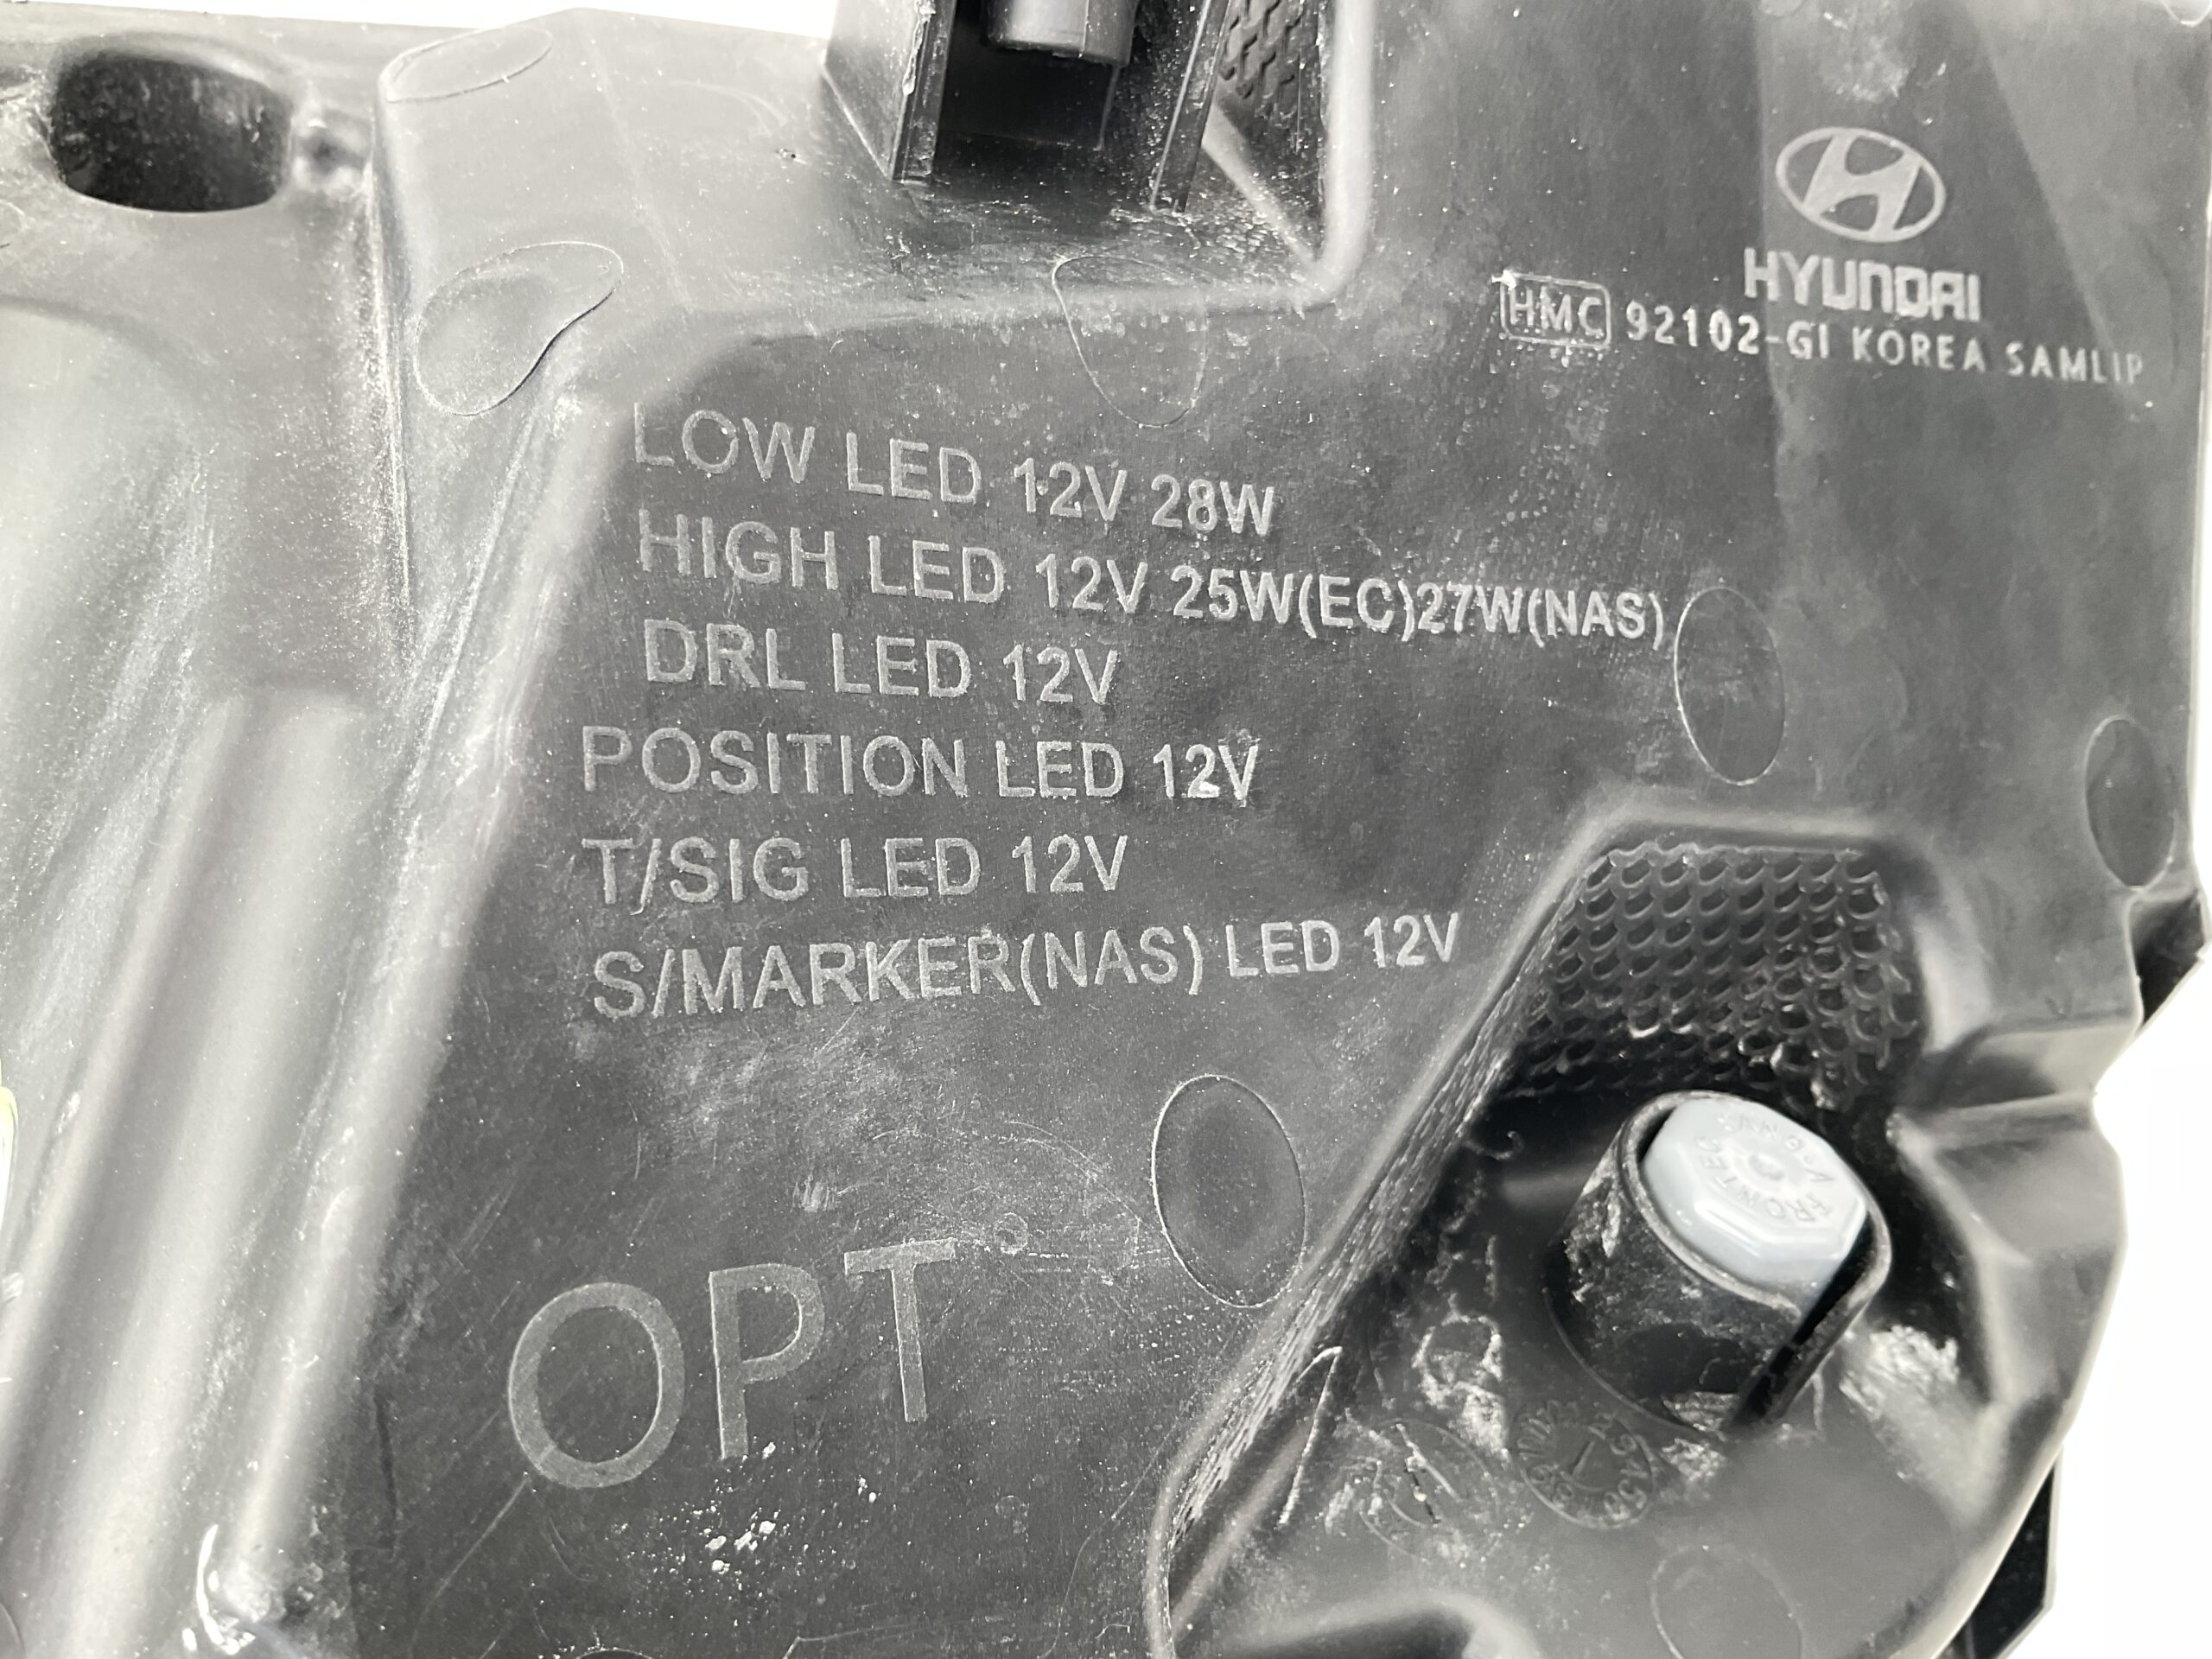 HYUNDAI
HMC 92102-GI KOREA SAMLIP
LOW LED 12V 28W
HIGH LED 12V 25W(EC)27W(NAS)
DRL LED 12V
POSITION LED 12V
T/SIG LED 12V
S/MARKER(NAS) LED 12V
OPT